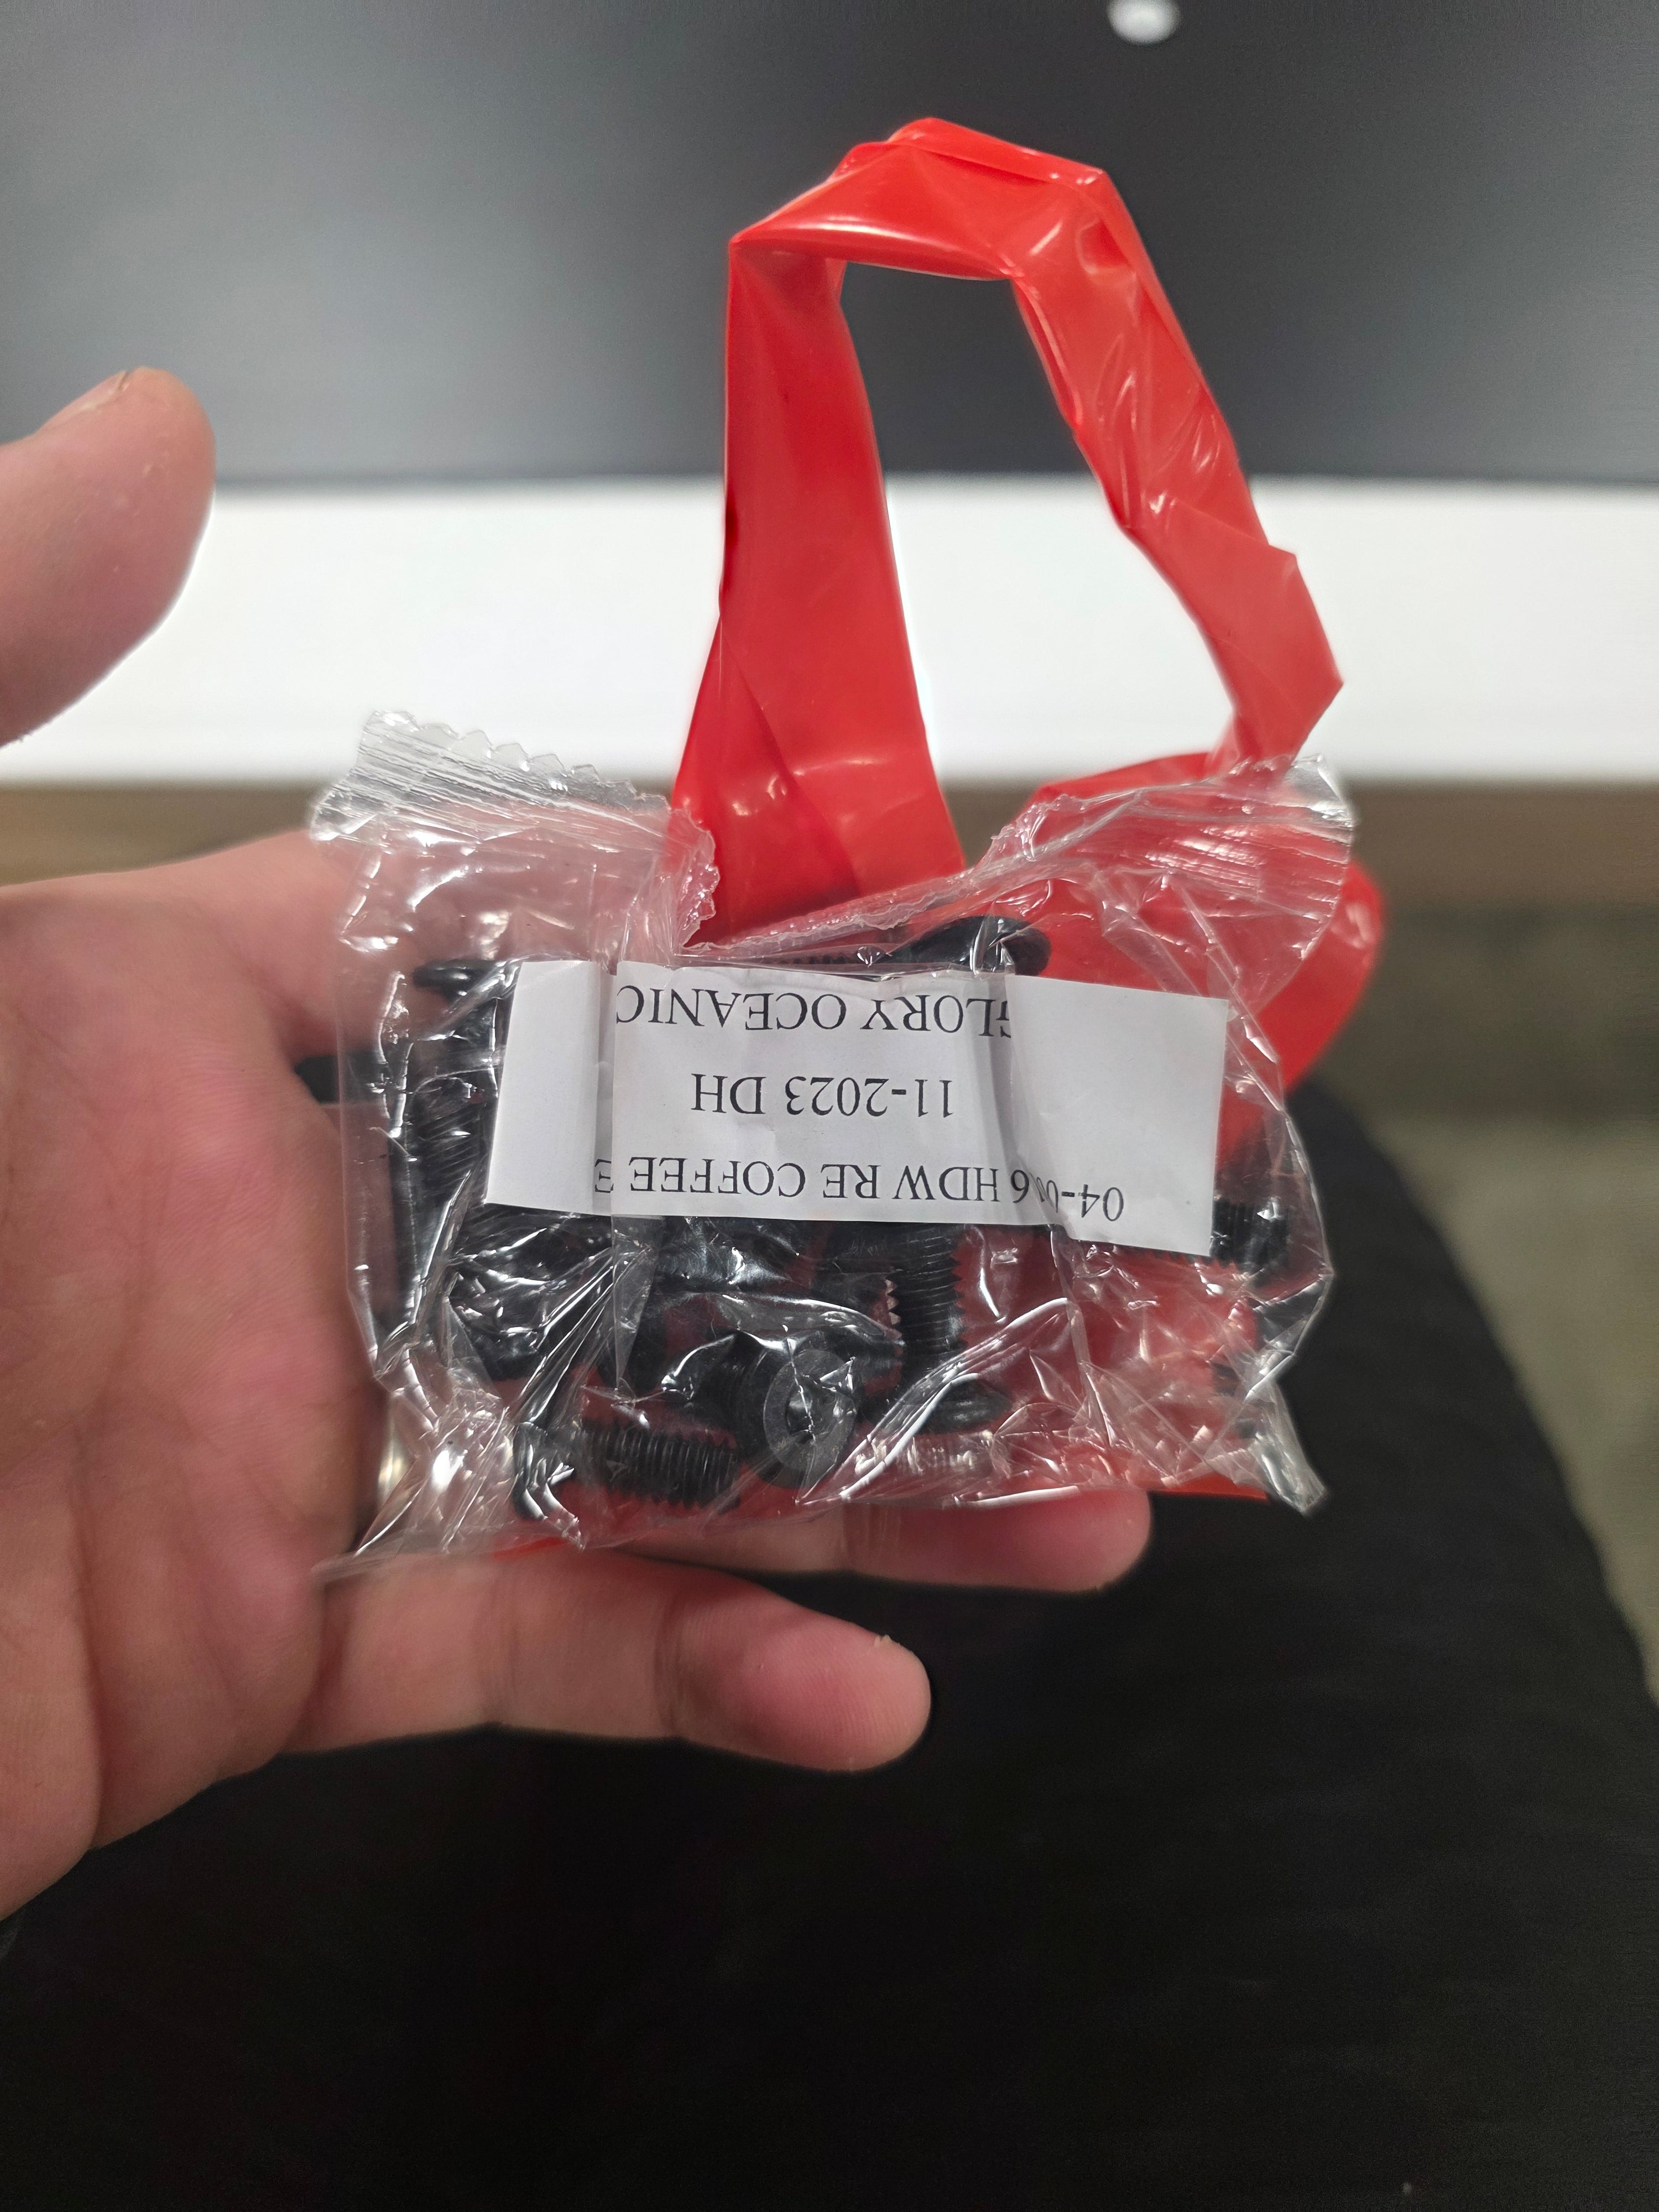 HDW RE COFFEE
11-2023 DH
GLORY OCEANIC